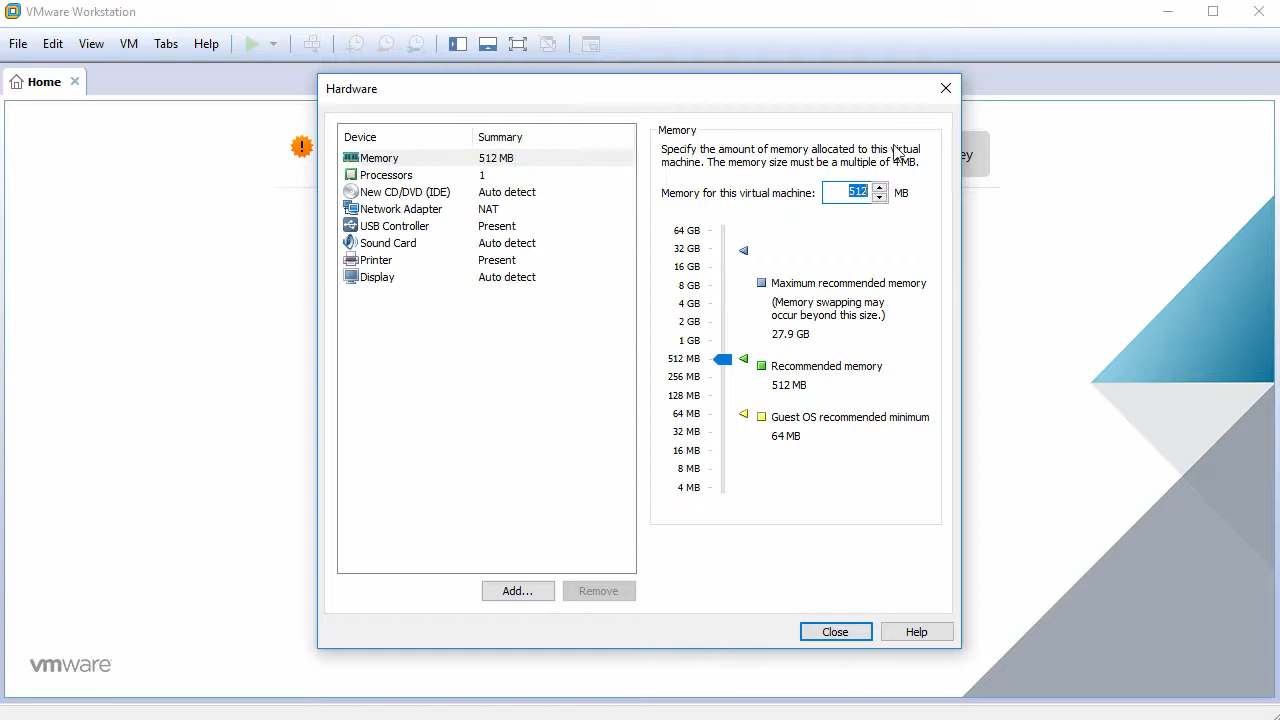 VMware Workstation
File Edit View VM Tabs Help
Home
Hardware
Device Summary
Memory 512 MB
Processors 1
New CD/DVD (IDE) Auto detect
Network Adapter NAT
USB Controller Present
Sound Card Auto detect
Printer Present
Display Auto detect
Add...
Remove
Memory
Specify the amount of memory allocated to this virtual
machine. The memory size must be a multiple of 4 MB.
Memory for this virtual machine: 512 MB
64 GB
32 GB
16 GB
8 GB
4 GB
2 GB
1 GB
512 MB
256 MB
128 MB
64 MB
32 MB
16 MB
8 MB
4 MB
Maximum recommended memory
(Memory swapping may
occur beyond this size.)
27.9 GB
Recommended memory
512 MB
Guest OS recommended minimum
64 MB
Close
Help
ey
vmware